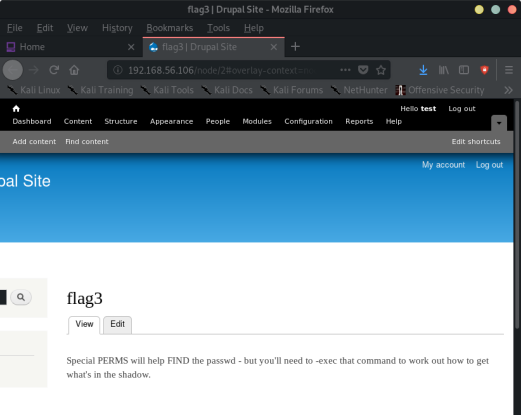 flag3 | Drupal Site - Mozilla Firefox
File Edit View History Bookmarks Tools Help
Home
flag3 | Drupal Site
192.168.56.106/node/2#overlay-context=
Kali Linux Kali Training Kali Tools Kali Docs Kali Forums NetHunter Offensive Security
Hello test Log out
Dashboard Content Structure Appearance People Modules Configuration Reports Help
Add content Find content Edit shortcuts
My account Log out
pal Site
flag3
View Edit
Special PERMS will help FIND the passwd - but you'll need to -exec that command to work out how to get
what's in the shadow.